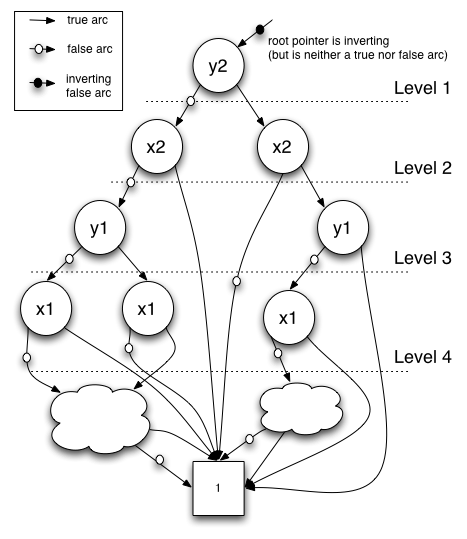 true arc
false arc
inverting
false arc
root pointer is inverting
(but is neither a true nor false arc)
y2
Level 1
x2
x2
Level 2
y1
y1
Level 3
x1
x1
x1
Level 4
1